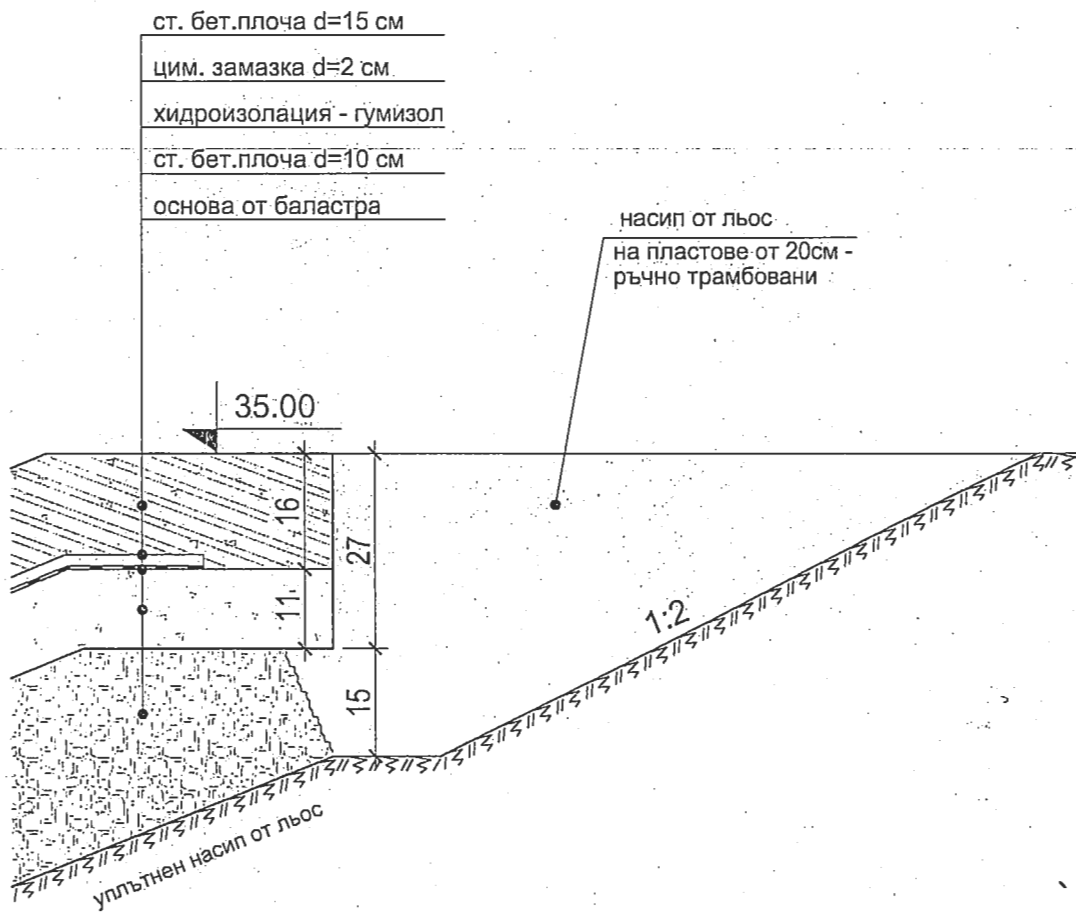 ст. бет.плоча d=15 см
цим. замазка d=2 см
хидроизолация - гумизол
ст. бет.плоча d=10 см
основа от баластра
насип от льос
на пластове от 20см -
ръчно трамбовани
35.00
16
27
11
15
1:2
уплътнен насип от льос